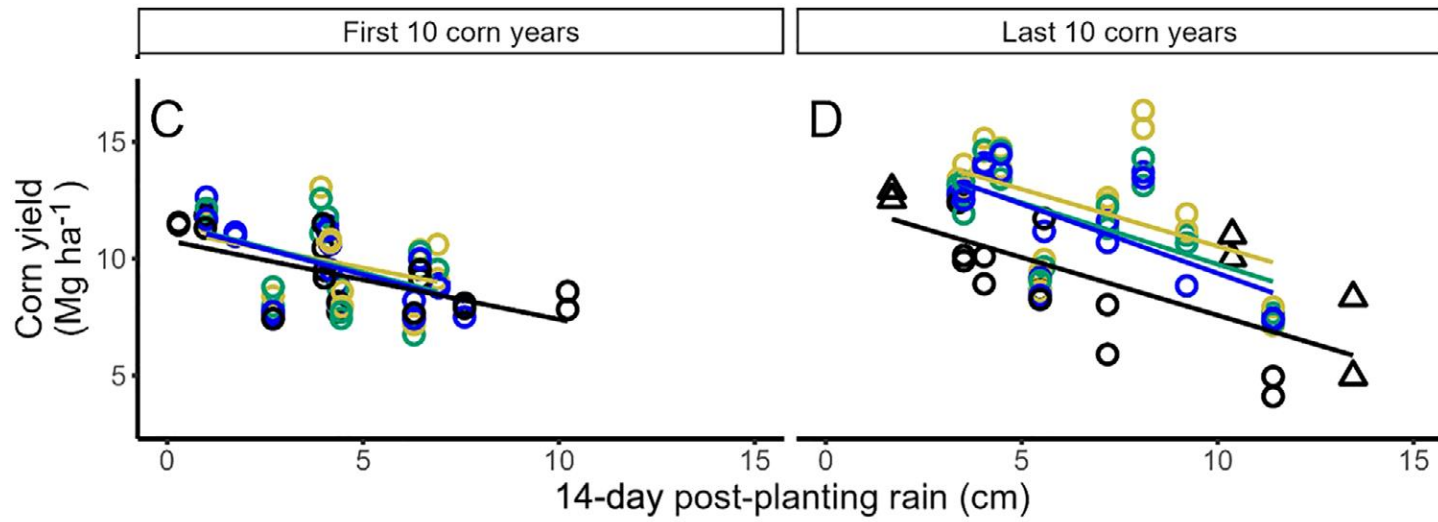 First 10 corn years
Last 10 corn years
C
D
Corn yield
(Mg ha⁻¹ )
15
10
5
0 5 10 15
0 5 10 15
14-day post-planting rain (cm)